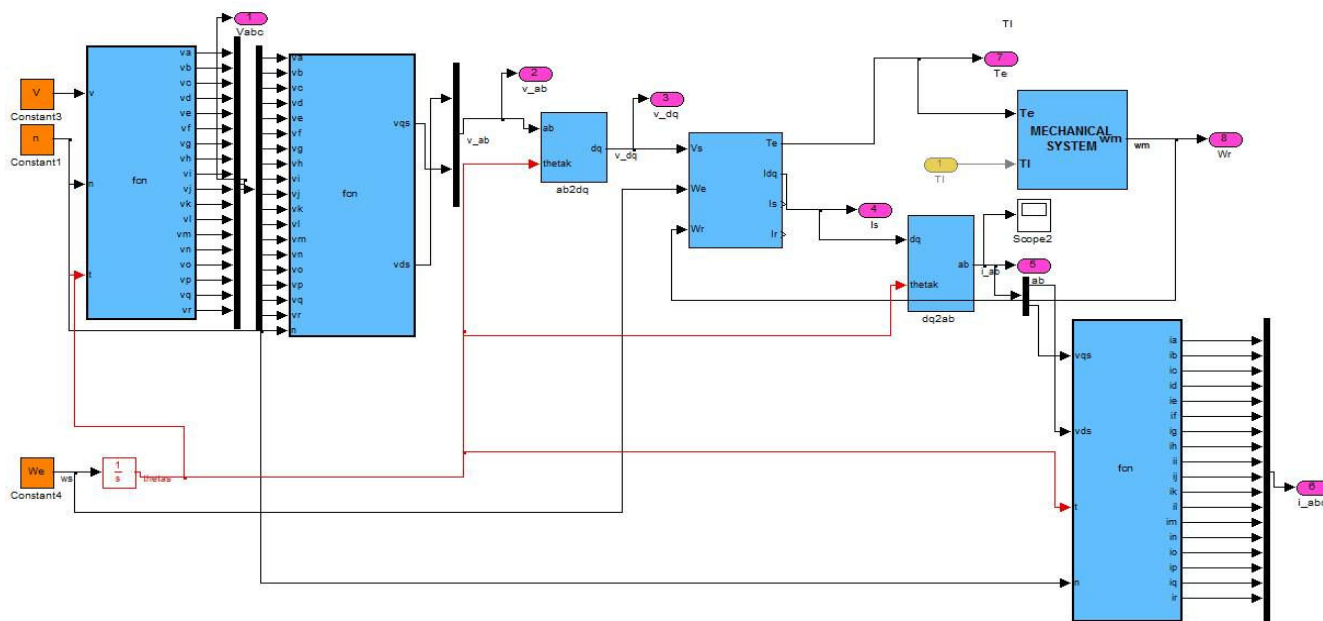 1
Vabc
V
Constant3
n
Constant1
v
n
t
fcn
va
vb
vc
vd
ve
vf
vg
vh
vi
vj
vk
vl
vm
vn
vo
vp
vq
vr
va
vb
vc
vd
ve
vf
vg
vh
vi
vj
vk
vl
vm
vn
vo
vp
vq
vr
n
fcn
vqs
vds
v_ab
2
v_ab
ab
thetak
dq
ab2dq
v_dq
3
v_dq
Vs
We
Wr
Te
Idq
Is
Ir
4
Is
7
Te
Tl
1
Tl
Te
Tl
MECHANICAL
SYSTEM
wm
wm
8
Wr
Scope2
dq
thetak
ab
dq2ab
i_ab
5
ab
We
Constant4
ws
1
s
thetas
vqs
vds
t
n
fcn
ia
ib
io
id
ie
if
ig
ih
ii
ij
ik
il
im
in
io
ip
iq
ir
6
i_abc